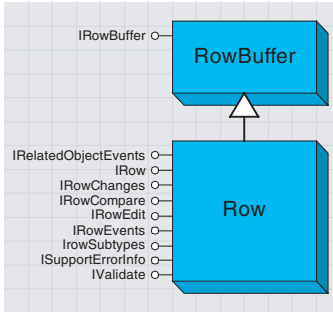 IRowBuffer
RowBuffer
IRelatedObjectEvents
IRow
IRowChanges
IRowCompare
IRowEdit
IRowEvents
IrowSubtypes
ISupportErrorInfo
IValidate
Row